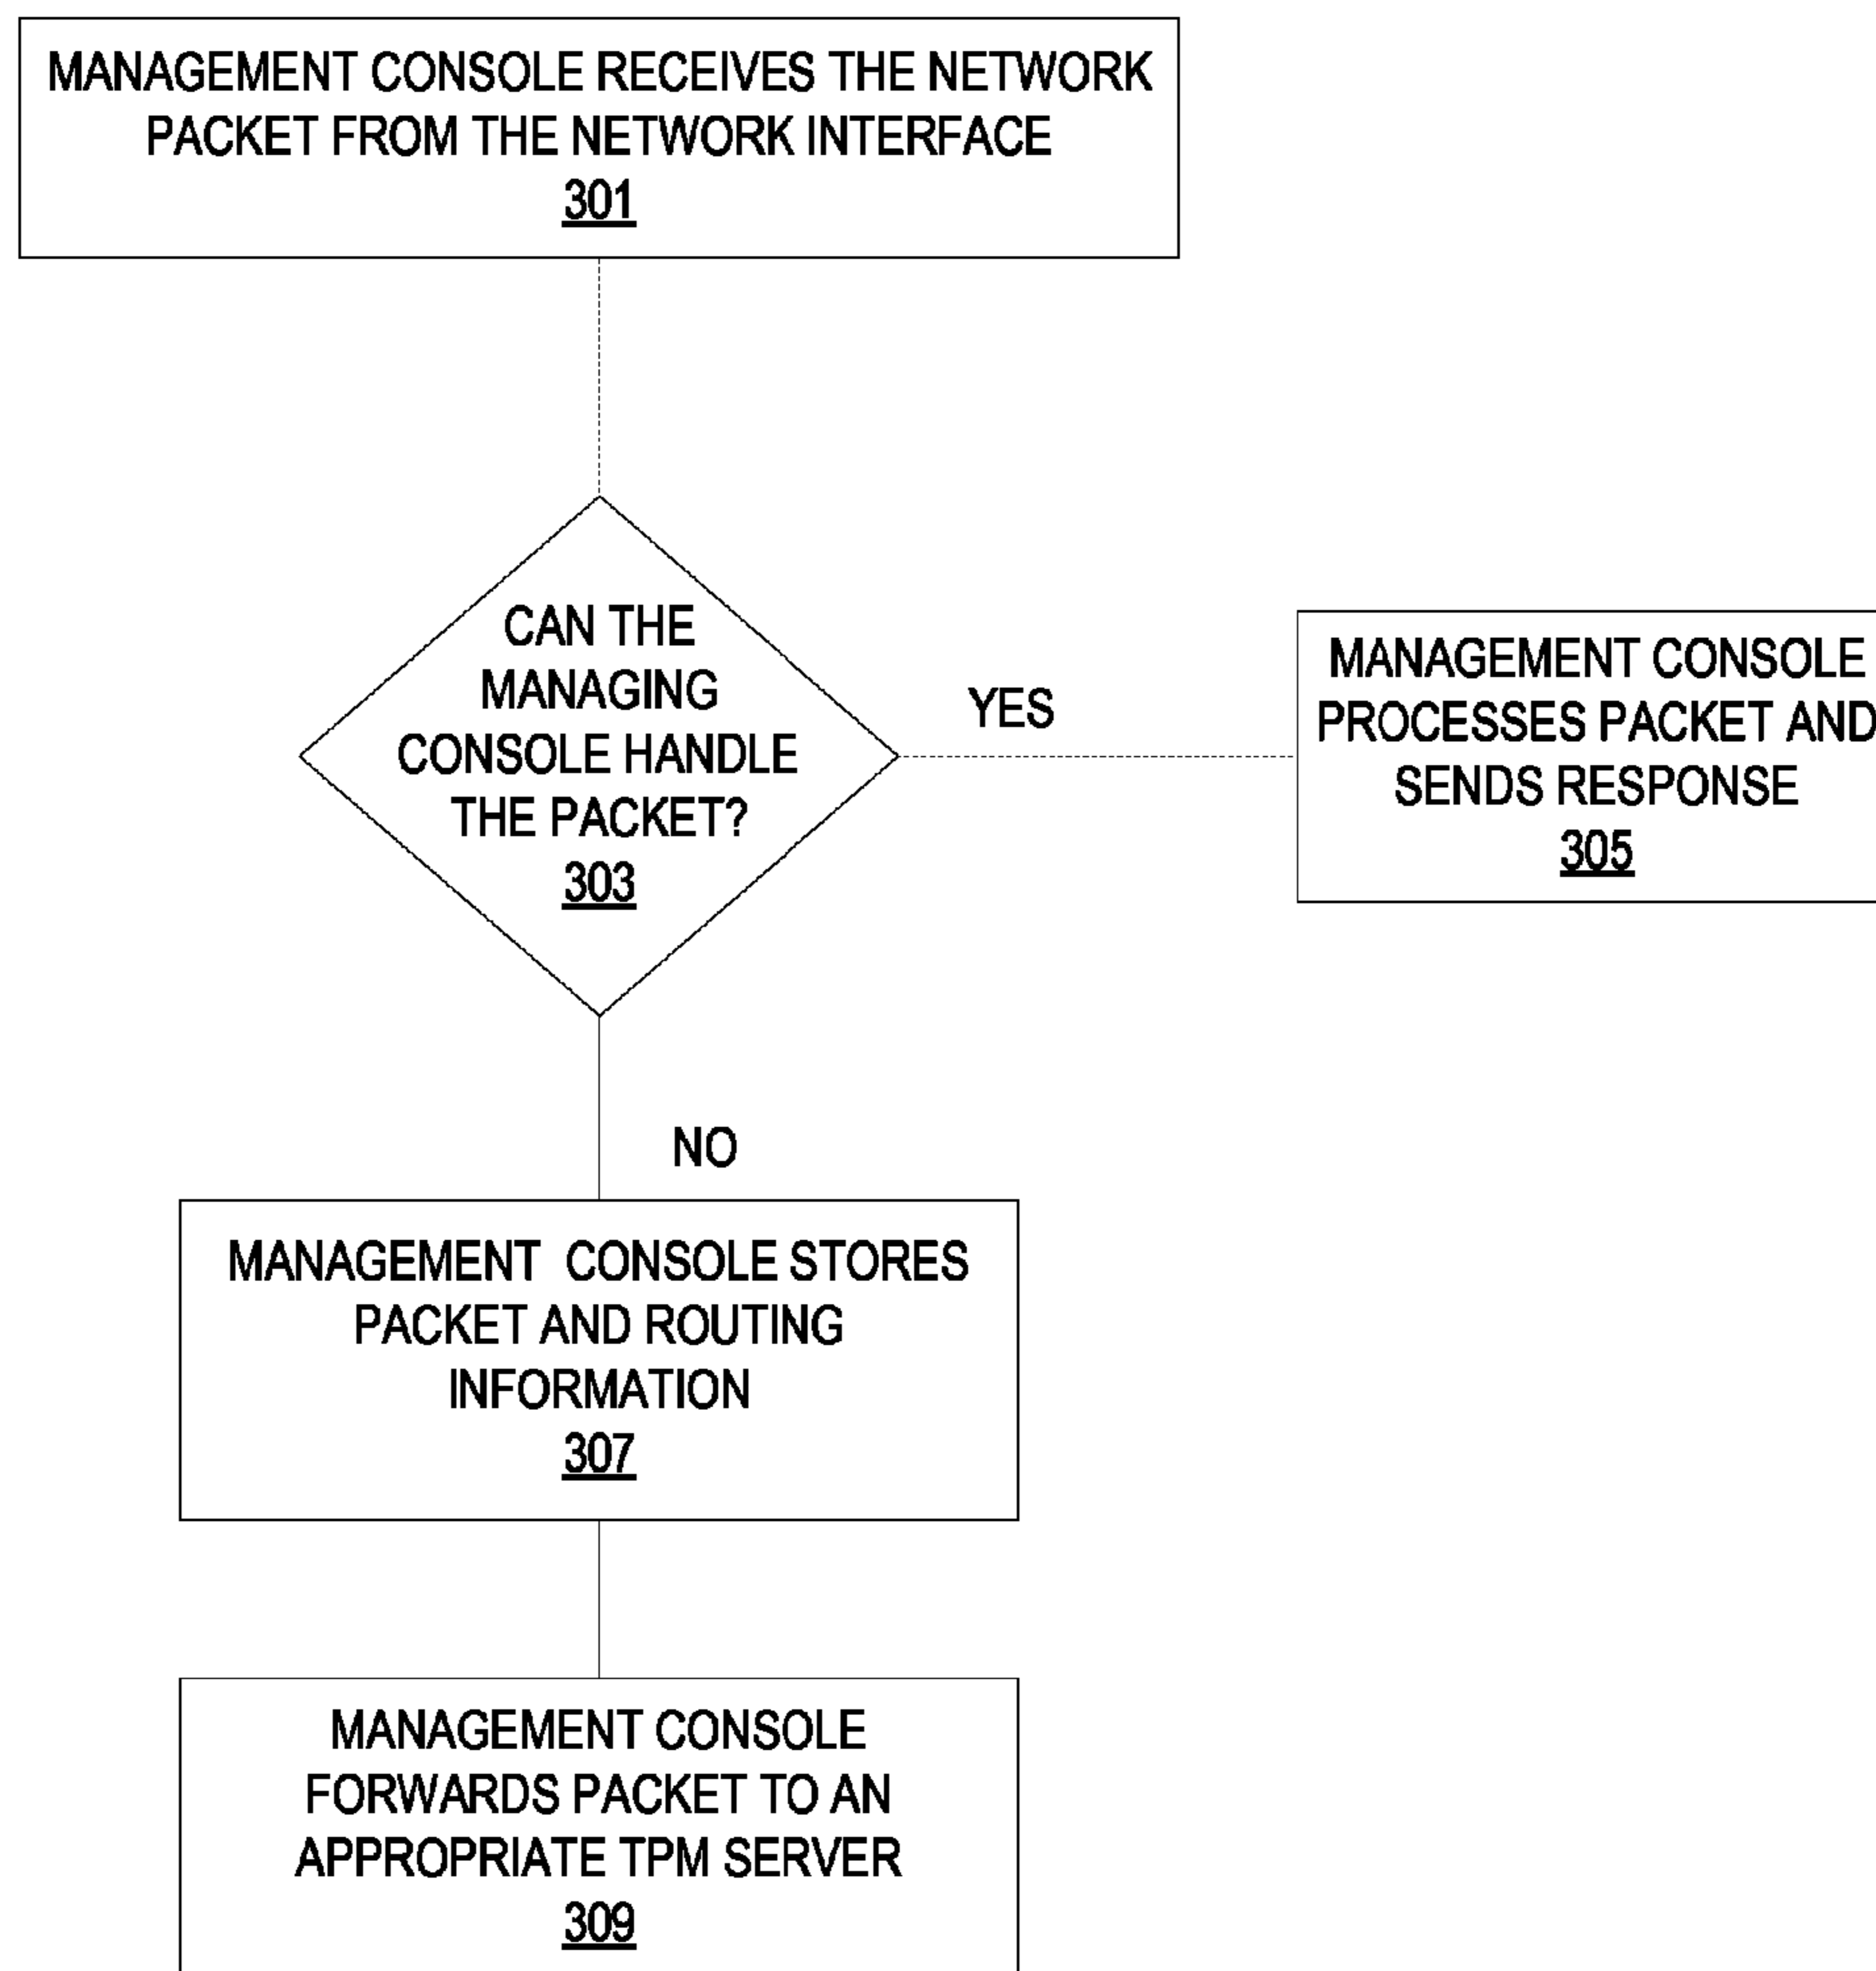 MANAGEMENT CONSOLE RECEIVES THE NETWORK
PACKET FROM THE NETWORK INTERFACE
301
CAN THE
MANAGING
CONSOLE HANDLE
THE PACKET?
303
YES
MANAGEMENT CONSOLE
PROCESSES PACKET AND
SENDS RESPONSE
305
NO
MANAGEMENT CONSOLE STORES
PACKET AND ROUTING
INFORMATION
307
MANAGEMENT CONSOLE
FORWARDS PACKET TO AN
APPROPRIATE TPM SERVER
309